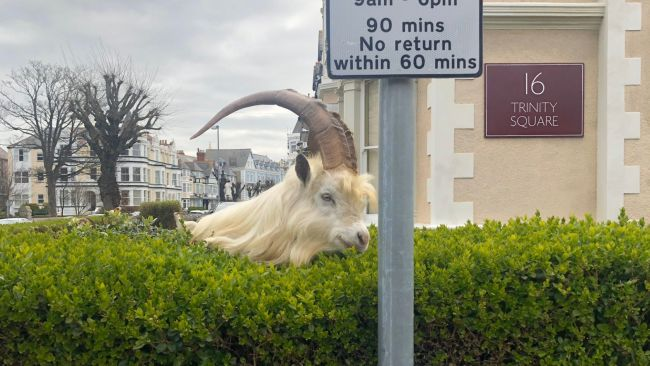 90 mins
No return
within 60 mins
16
TRINITY
SQUARE